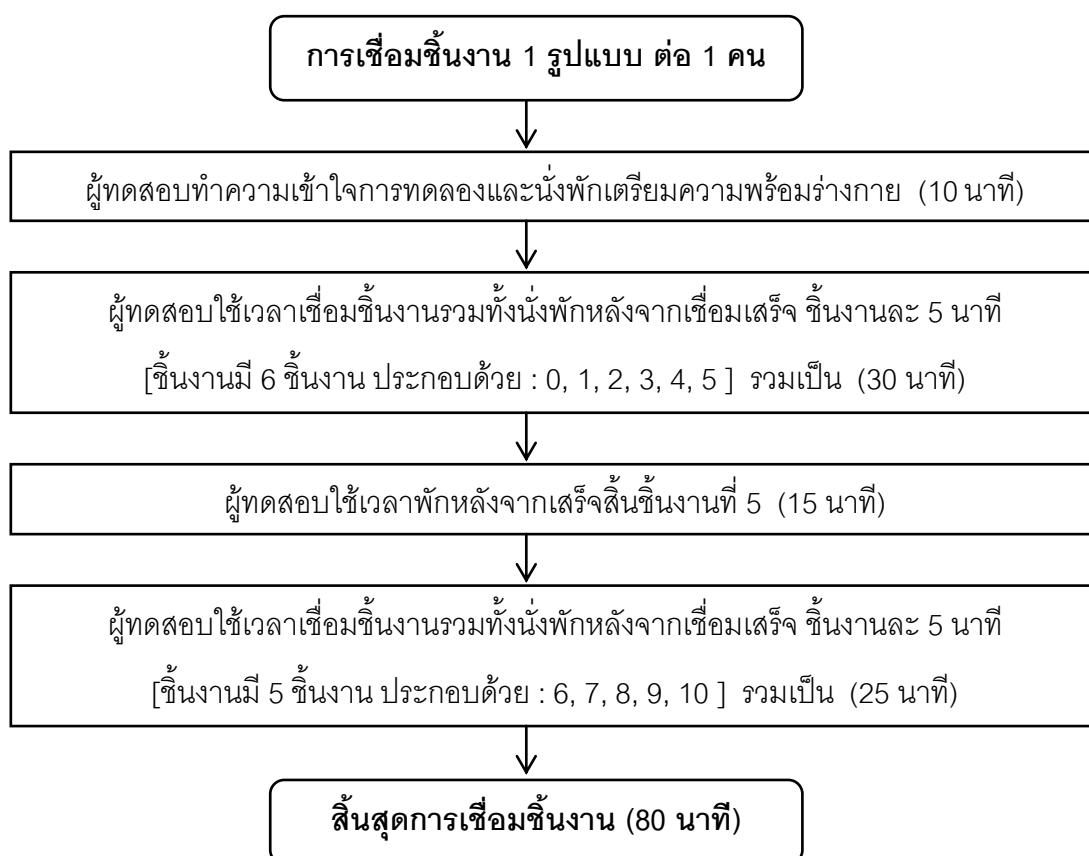 การเชื่อมชิ้นงาน 1 รูปแบบ ต่อ 1 คน
ผู้ทดสอบทำความเข้าใจการทดลองและนั่งพักเตรียมความพร้อมร่างกาย (10 นาที)
ผู้ทดสอบใช้เวลาเชื่อมชิ้นงานรวมทั้งนั่งพักหลังจากเชื่อมเสร็จ ชิ้นงานละ 5 นาที
[ชิ้นงานมี 6 ชิ้นงาน ประกอบด้วย : 0, 1, 2, 3, 4, 5 ] รวมเป็น (30 นาที)
ผู้ทดสอบใช้เวลาพักหลังจากเสร็จสิ้นชิ้นงานที่ 5 (15 นาที)
ผู้ทดสอบใช้เวลาเชื่อมชิ้นงานรวมทั้งนั่งพักหลังจากเชื่อมเสร็จ ชิ้นงานละ 5 นาที
[ชิ้นงานมี 5 ชิ้นงาน ประกอบด้วย : 6, 7, 8, 9, 10 ] รวมเป็น (25 นาที)
สิ้นสุดการเชื่อมชิ้นงาน (80 นาที)